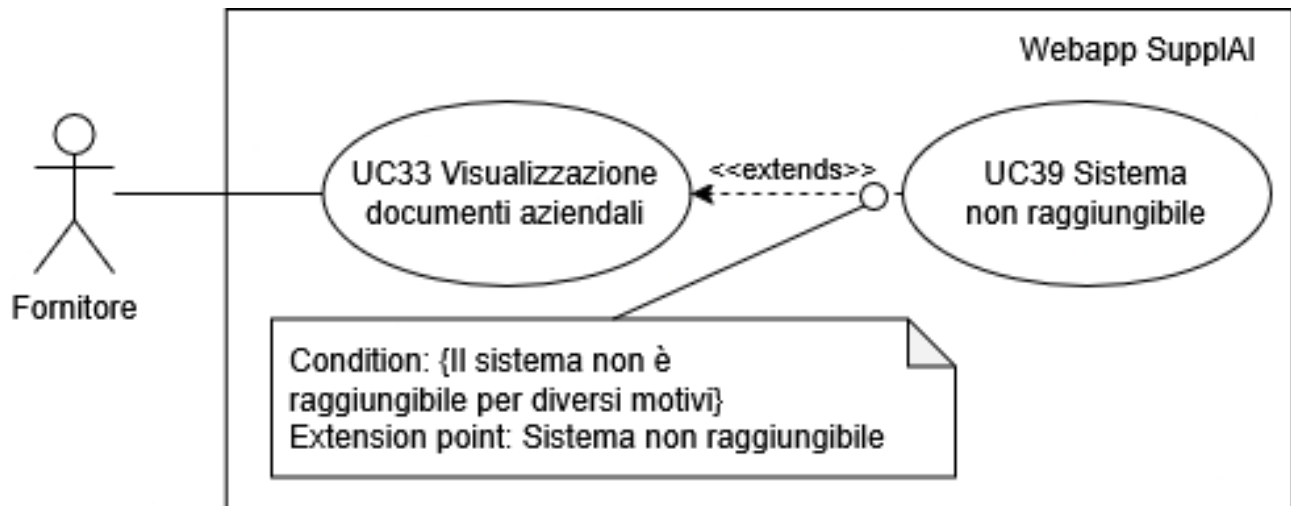 Webapp SupplAI
UC33 Visualizzazione
documenti aziendali
<<extends>>
UC39 Sistema
non raggiungibile
Fornitore
Condition: {Il sistema non è
raggiungibile per diversi motivi}
Extension point: Sistema non raggiungibile